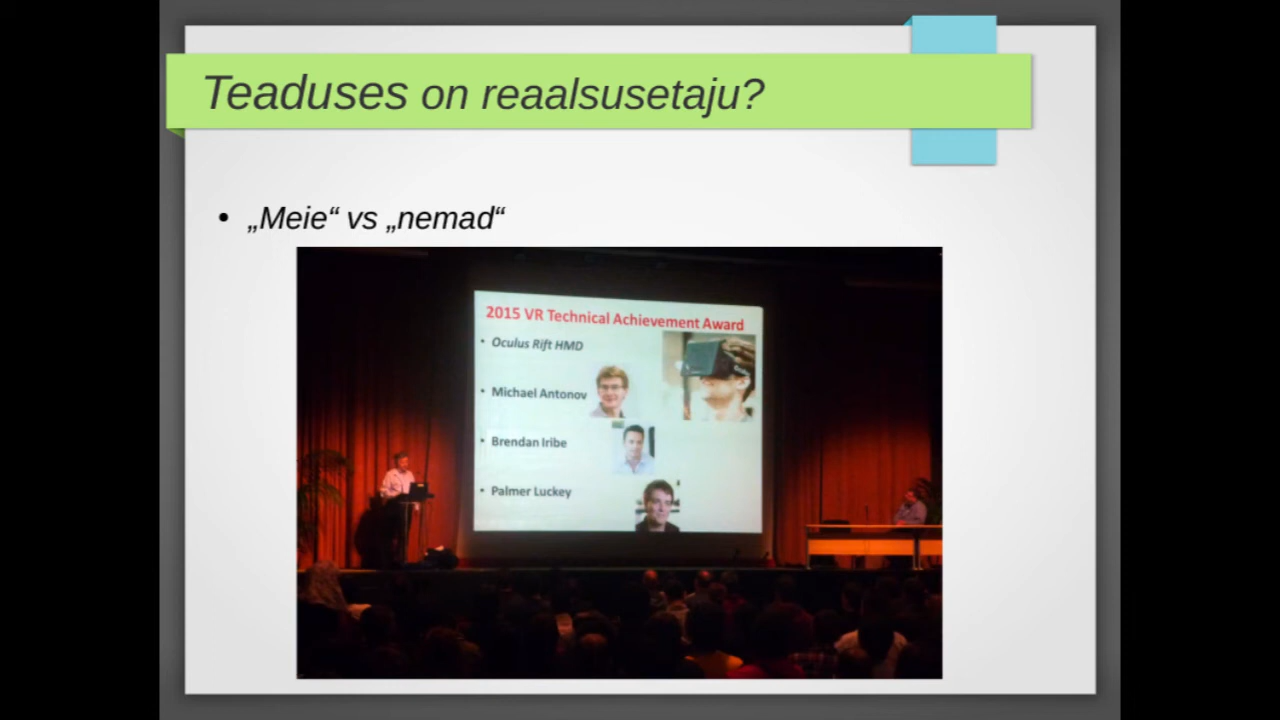 Teaduses on reaalsusetaju?
• „Meie“ vs „nemad“
2015 VR Technical Achievement Award
• Oculus Rift HMD
• Michael Antonov
• Brendan Iribe
• Palmer Luckey